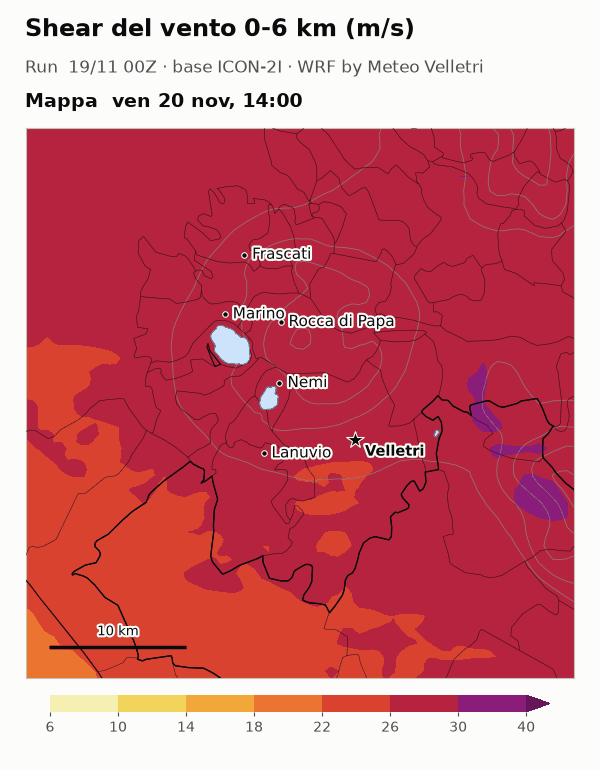 Shear del vento 0-6 km (m/s)
Run  19/11 00Z · base ICON-2I · WRF by Meteo Velletri
Mappa  ven 20 nov, 14:00
Frascati
Marino
Rocca di Papa
Nemi
Velletri
Lanuvio
10 km
6 10 14 18 22 26 30 40